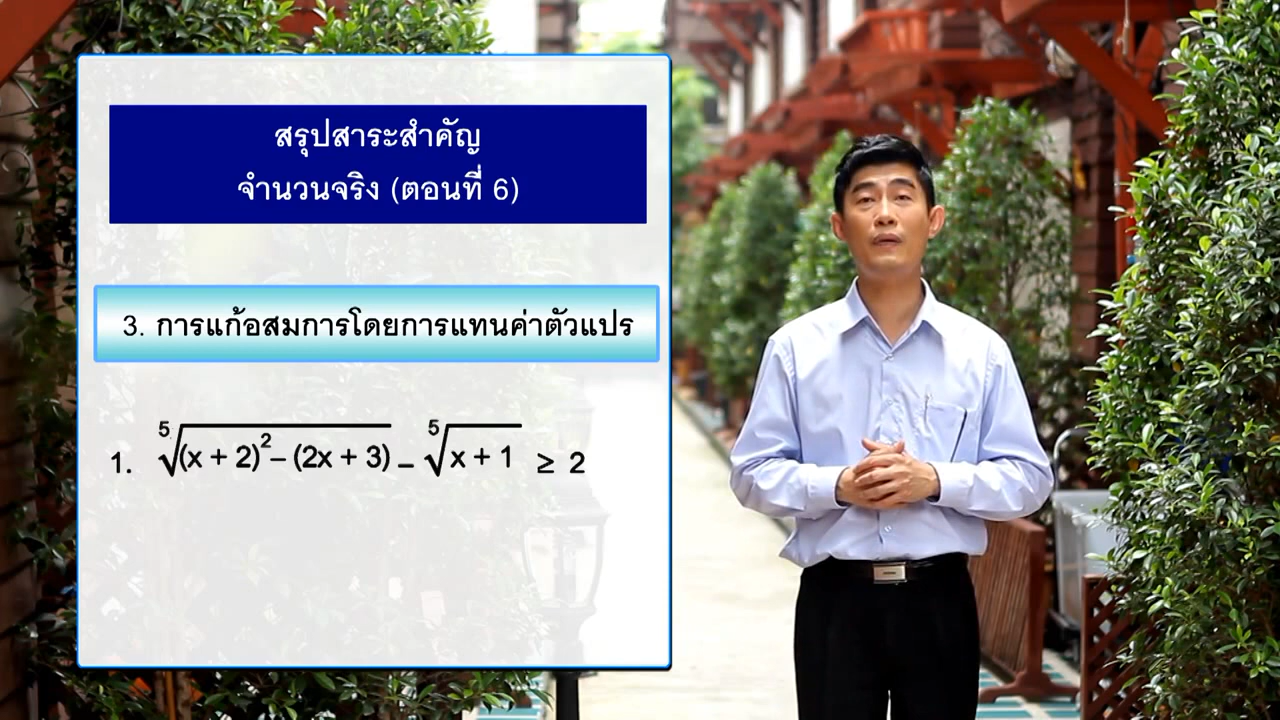 สรุปสาระสำคัญ
จำนวนจริง (ตอนที่ 6)
3. การแก้อสมการโดยการแทนค่าตัวแปร
1. ⁵√((x + 2)² – (2x + 3)) – ⁵√(x + 1) ≥ 2